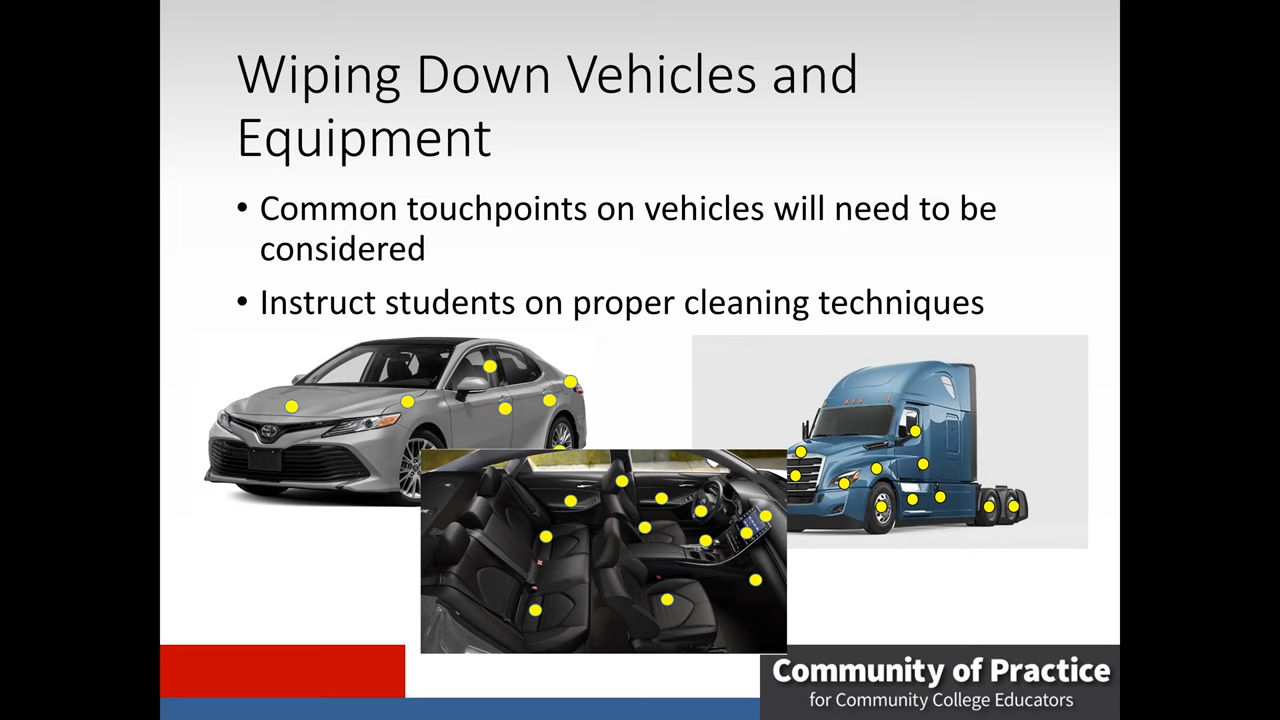 Wiping Down Vehicles and
Equipment
• Common touchpoints on vehicles will need to be
considered
• Instruct students on proper cleaning techniques
Community of Practice
for Community College Educators